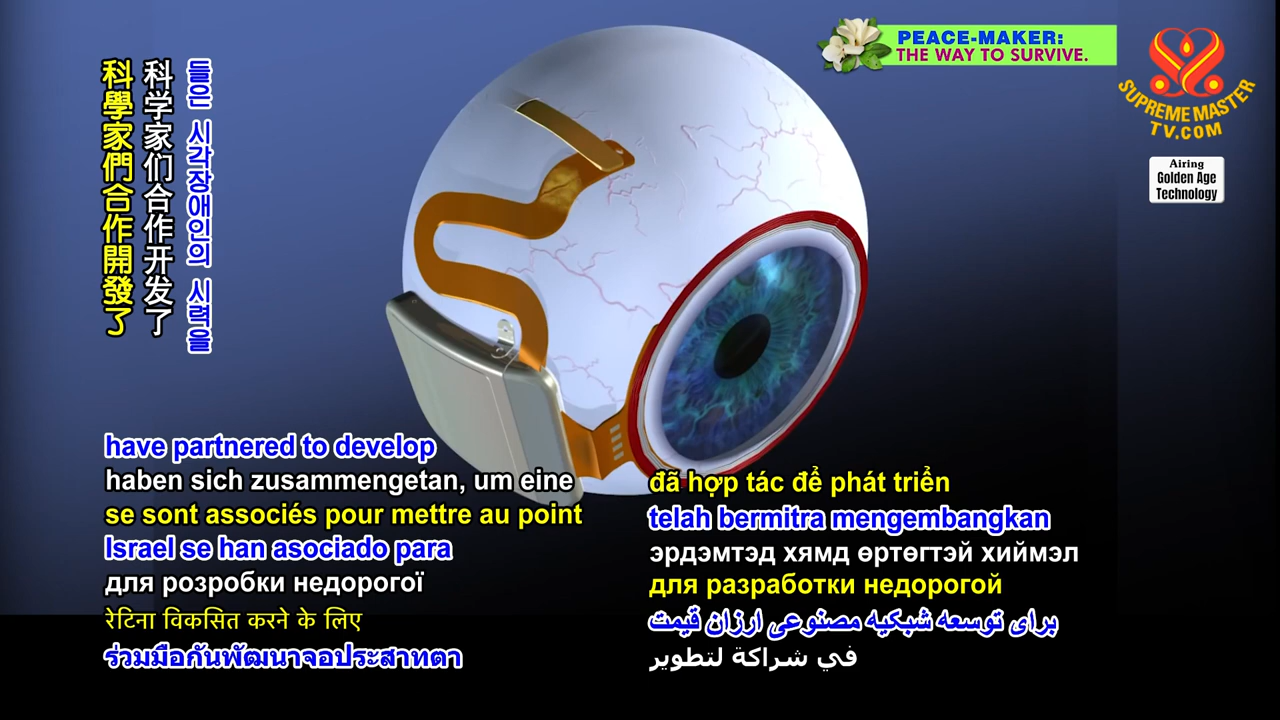 PEACE-MAKER:
THE WAY TO SURVIVE.
SUPREME MASTER
TV.COM
Airing
Golden Age
Technology
科學家們合作開發了
科学家们合作开发了
들은 시각장애인의 시력을
have partnered to develop
haben sich zusammengetan, um eine
se sont associés pour mettre au point
Israel se han asociado para
для розробки недорогої
रेटिना विकसित करने के लिए
ร่วมมือกันพัฒนาจอประสาทตา
đã hợp tác để phát triển
telah bermitra mengembangkan
эрдэмтэд хямд өртөгтэй хиймэл
для разработки недорогой
برای توسعه شبکیه مصنوعی ارزان قیمت
في شراكة لتطوير